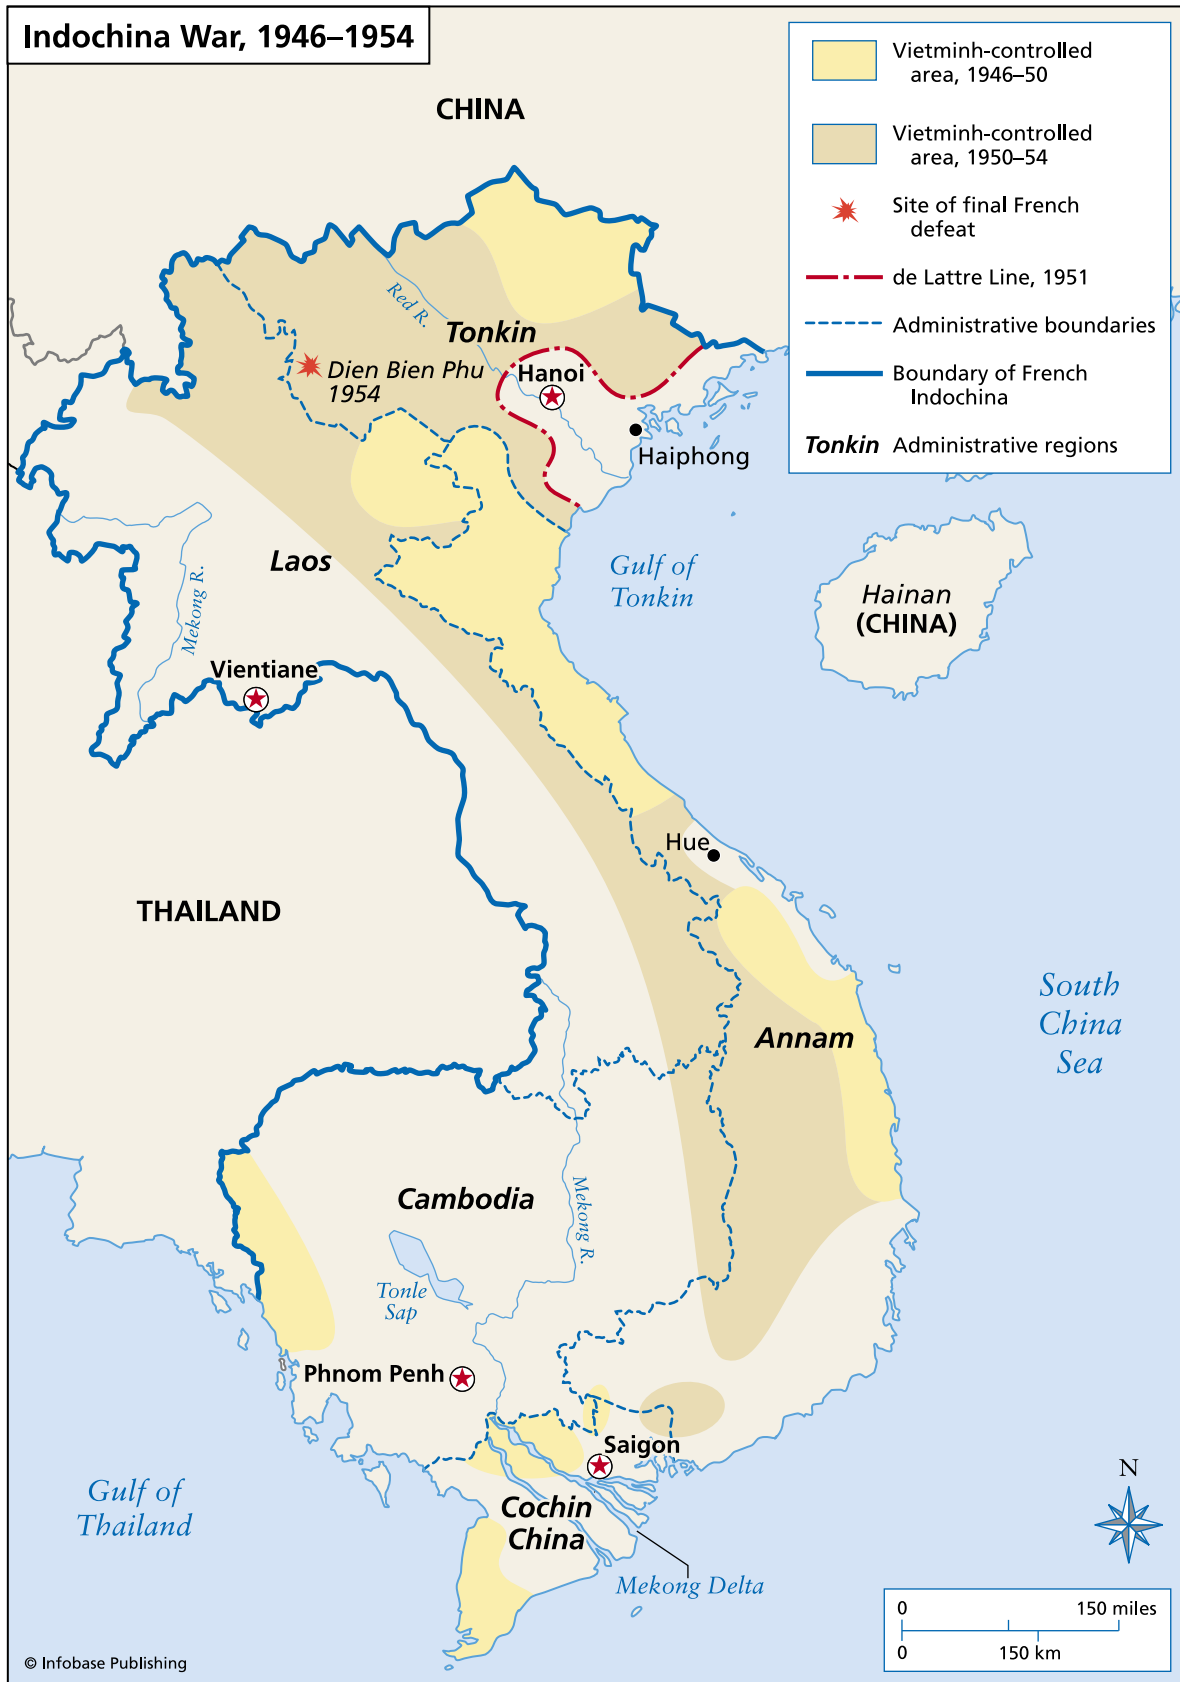 Indochina War, 1946–1954
Vietminh-controlled
area, 1946–50
Vietminh-controlled
area, 1950–54
Site of final French
defeat
de Lattre Line, 1951
Administrative boundaries
Boundary of French
Indochina
Tonkin Administrative regions
CHINA
Red R.
Tonkin
Dien Bien Phu
1954
Hanoi
Haiphong
Laos
Gulf of
Tonkin
Hainan
(CHINA)
Mekong R.
Vientiane
Hue
THAILAND
South
China
Sea
Annam
Cambodia
Mekong R.
Tonle
Sap
Phnom Penh
Saigon
Gulf of
Thailand
Cochin
China
Mekong Delta
N
0 150 miles
0 150 km
© Infobase Publishing